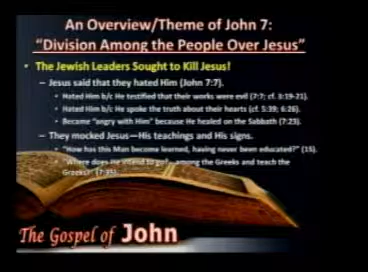 An Overview/Theme of John 7:
"Division Among the People Over Jesus"
• The Jewish Leaders Sought to Kill Jesus!
– Jesus said that they hated Him (John 7:7).
• Hated Him b/c He testified that their works were evil (7:7; cf. 3:19-21).
• Hated Him b/c He spoke the truth about their hearts (cf. 5:39; 6:26).
• Became "angry with Him" because He healed on the Sabbath (7:23).
– They mocked Jesus—His teachings and His signs.
• "How has this Man become learned, having never been educated?" (15).
• "Where does He intend to go?...among the Greeks and teach the
Greeks?" (7:35).
The Gospel of John